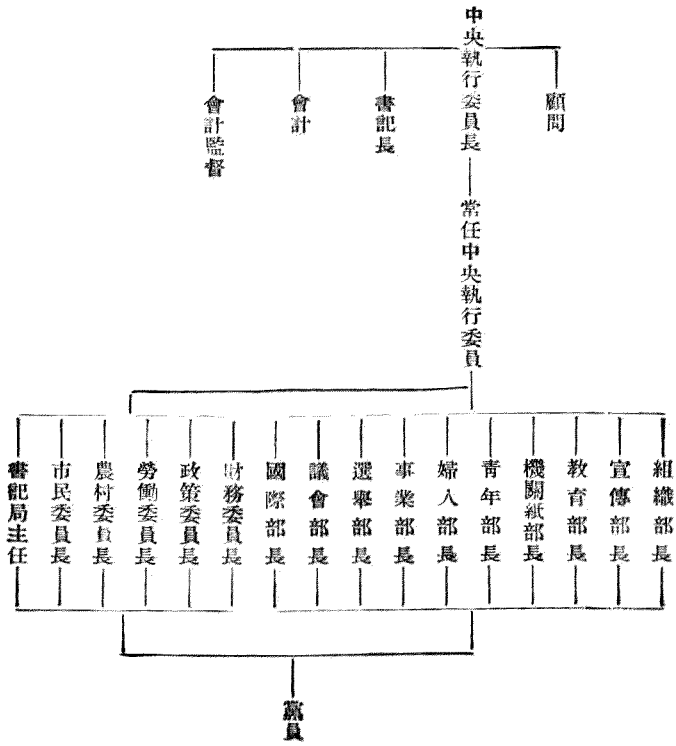 顧問
中央執行委員長
書記長
會計
會計監督
常任中央執行委員
組織部長
宣傳部長
教育部長
機關紙部長
靑年部長
婦人部長
事業部長
選擧部長
議會部長
國際部長
財務委員長
政策委員長
勞働委員長
農村委員長
市民委員長
書記局主任
黨員